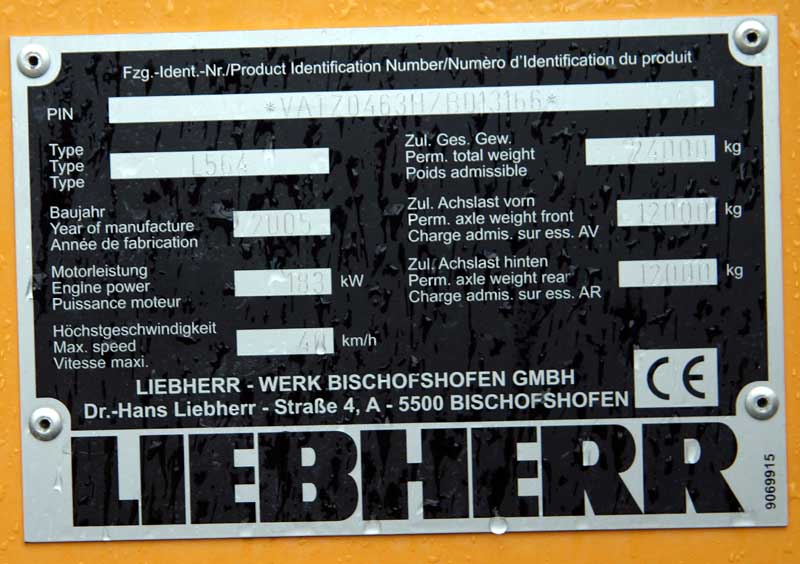 Fzg.-Ident.-Nr./Product Identification Number/Numèro d'Identification du produit
PIN
Type
Type
Type
L564
Baujahr
Year of manufacture
Année de fabrication
2005
Motorleistung
Engine power
Puissance moteur
183 kW
Höchstgeschwindigkeit
Max. speed
Vitesse maxi.
40 km/h
Zul. Ges. Gew.
Perm. total weight
Poids admissible
24000 kg
Zul. Achslast vorn
Perm. axle weight front
Charge admis. sur ess. AV
12000 kg
Zul. Achslast hinten
Perm. axle weight rear
Charge admis. sur ess. AR
12000 kg
LIEBHERR - WERK BISCHOFSHOFEN GMBH
Dr.-Hans Liebherr - Straße 4, A - 5500 BISCHOFSHOFEN
CE
LIEBHERR
9069915